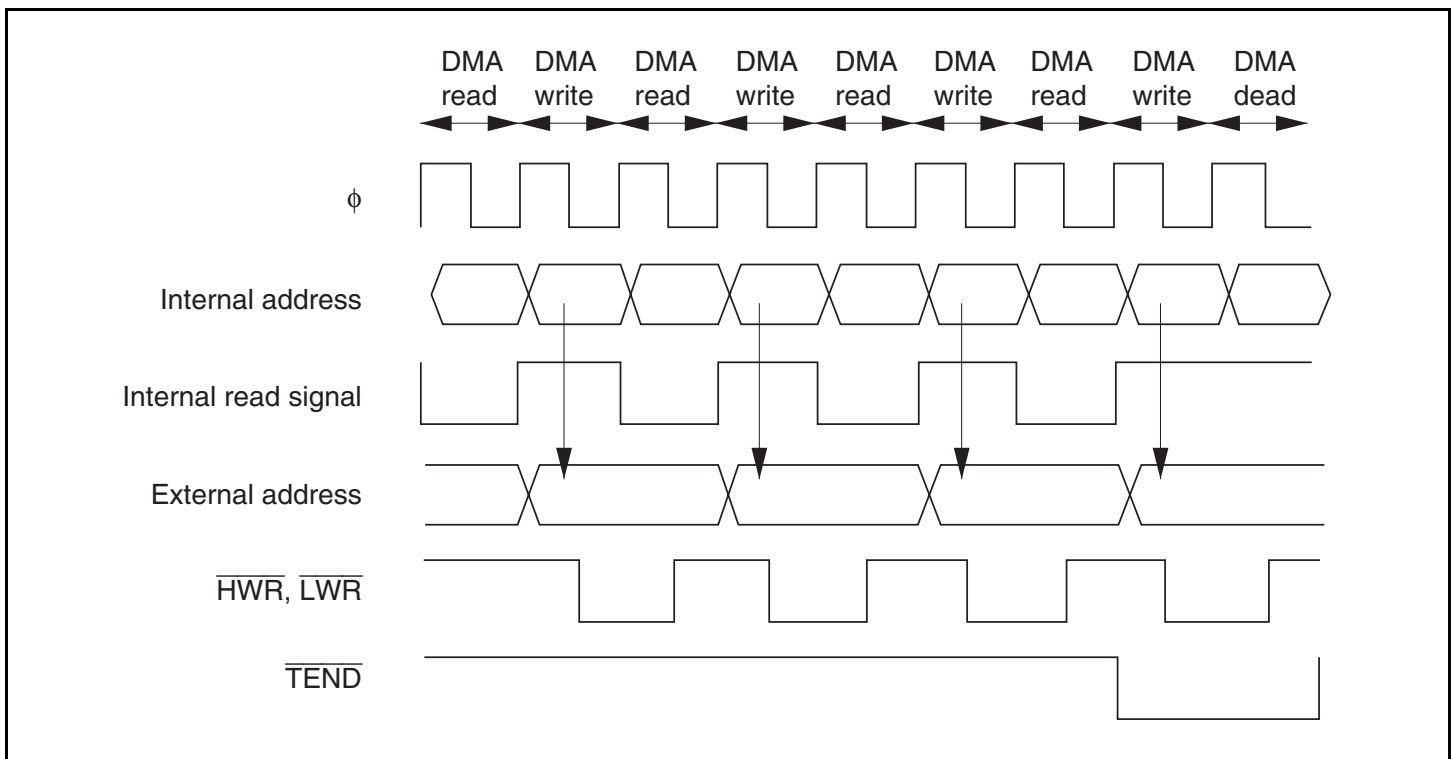 DMA DMA DMA DMA DMA DMA DMA DMA DMA
read write read write read write read write dead
φ
Internal address
Internal read signal
External address
HWR, LWR
TEND